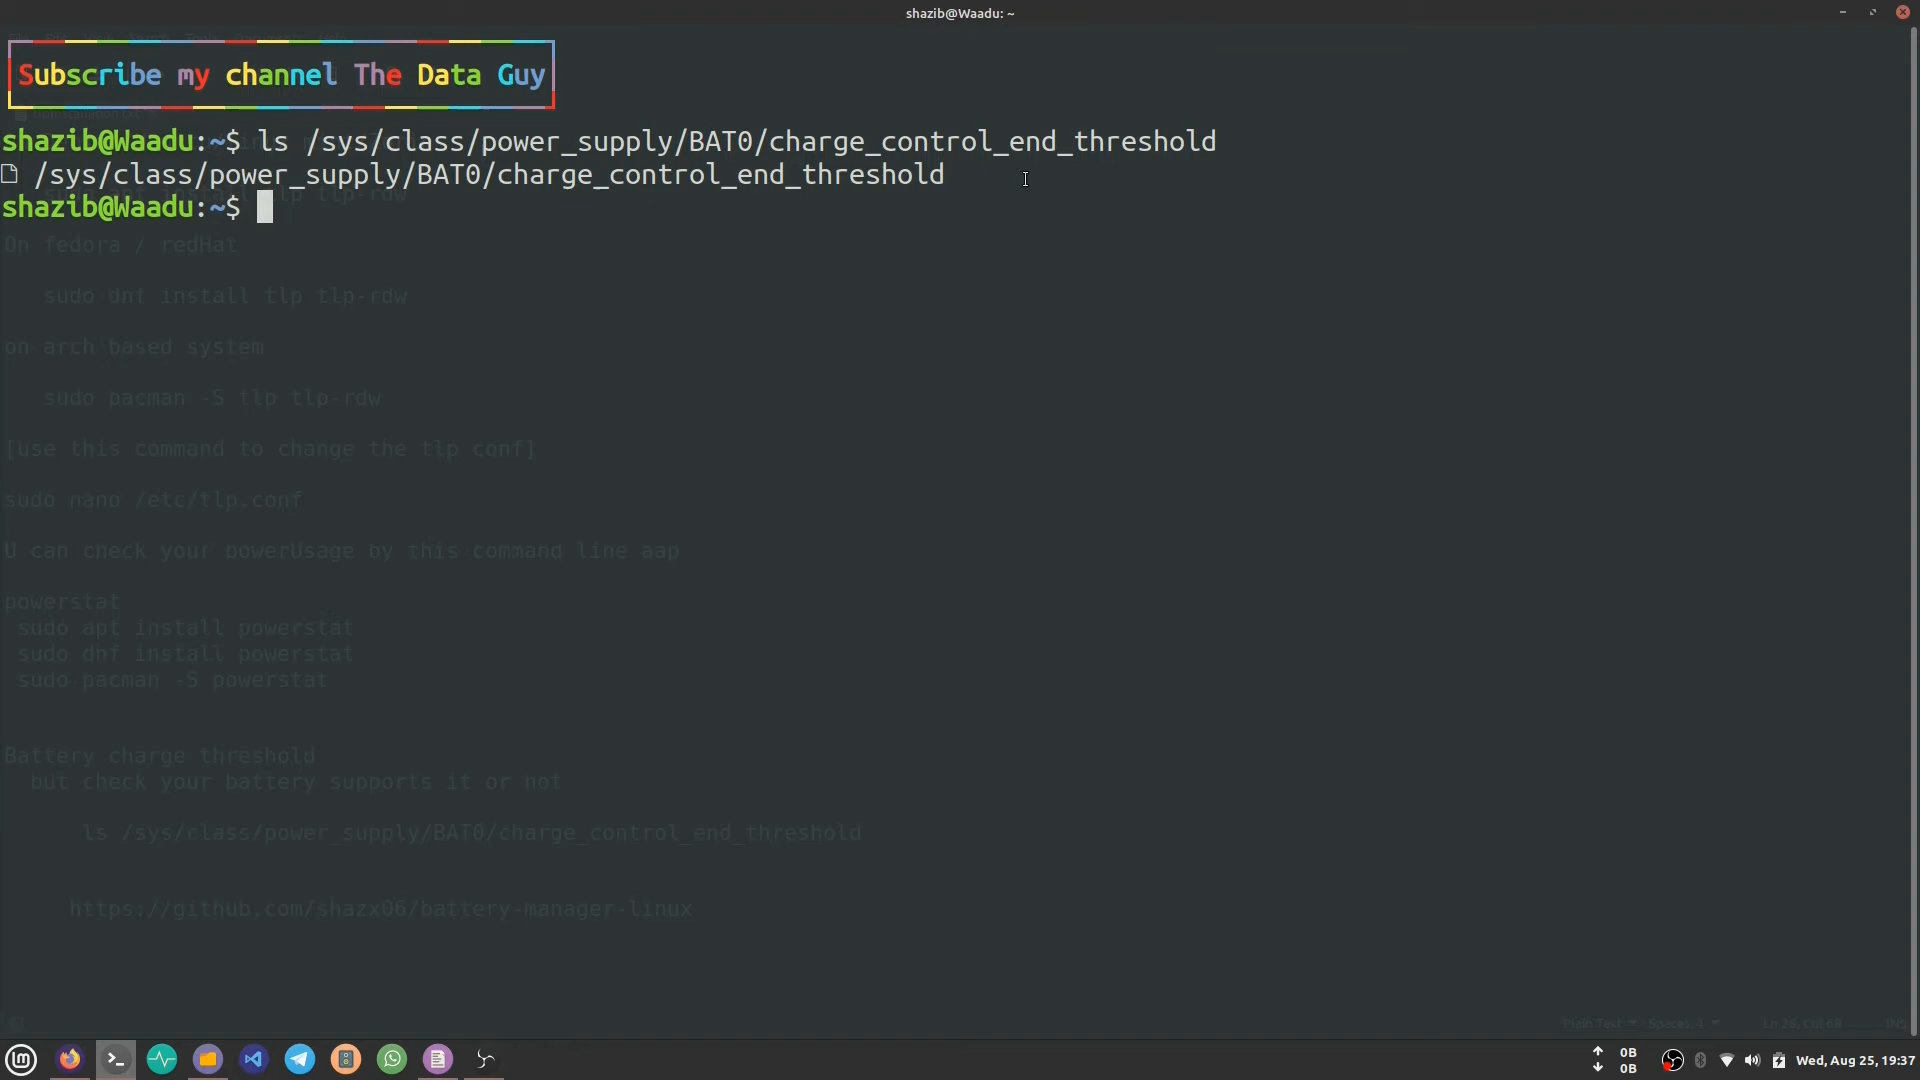 shazib@Waadu: ~
Subscribe my channel The Data Guy
shazib@Waadu:~$ ls /sys/class/power_supply/BAT0/charge_control_end_threshold
/sys/class/power_supply/BAT0/charge_control_end_threshold
shazib@Waadu:~$
On fedora / redHat
sudo dnf install tlp tlp-rdw
on arch based system
sudo pacman -S tlp tlp-rdw
[use this command to change the tlp conf]
sudo nano /etc/tlp.conf
U can check your powerUsage by this command line aap
powerstat
sudo apt install powerstat
sudo dnf install powerstat
sudo pacman -S powerstat
Battery charge threshold
but check your battery supports it or not
ls /sys/class/power_supply/BAT0/charge_control_end_threshold
https://github.com/shazx06/battery-manager-linux
Plain Text Spaces: 4
0B
0B
Wed, Aug 25, 19:37